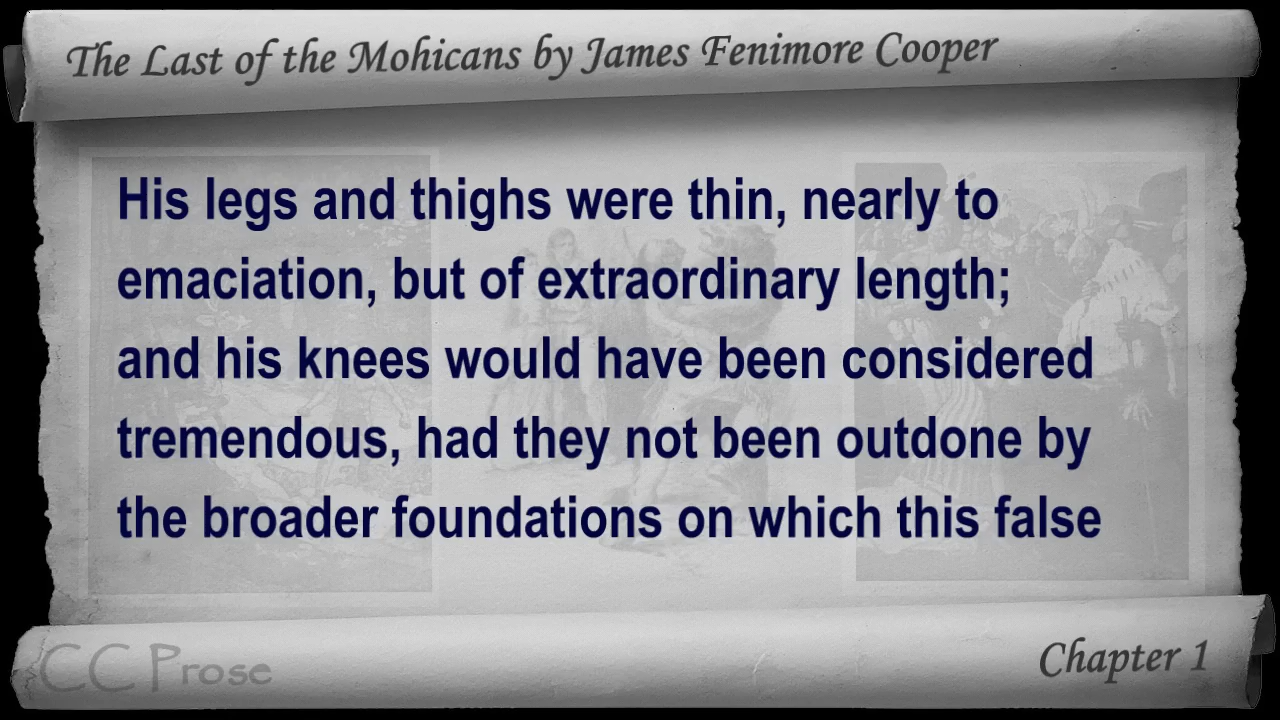 The Last of the Mohicans by James Fenimore Cooper
His legs and thighs were thin, nearly to
emaciation, but of extraordinary length;
and his knees would have been considered
tremendous, had they not been outdone by
the broader foundations on which this false
CC Prose
Chapter 1